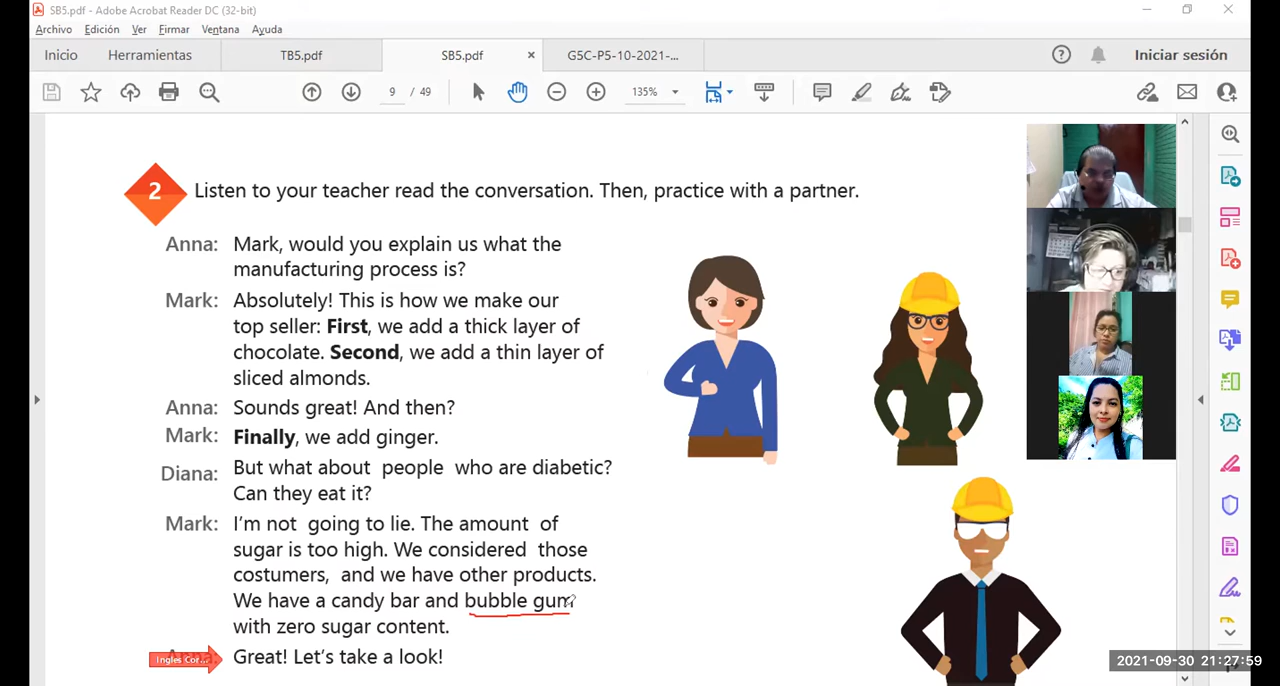 SB5.pdf - Adobe Acrobat Reader DC (32-bit)
Archivo Edición Ver Firmar Ventana Ayuda
Inicio Herramientas TB5.pdf SB5.pdf × G5C-P5-10-2021-... Iniciar sesión
9 / 49 135%
2 Listen to your teacher read the conversation. Then, practice with a partner.
Anna: Mark, would you explain us what the
manufacturing process is?
Mark: Absolutely! This is how we make our
top seller: First, we add a thick layer of
chocolate. Second, we add a thin layer of
sliced almonds.
Anna: Sounds great! And then?
Mark: Finally, we add ginger.
Diana: But what about people who are diabetic?
Can they eat it?
Mark: I'm not going to lie. The amount of
sugar is too high. We considered those
costumers, and we have other products.
We have a candy bar and bubble gum
with zero sugar content.
Ingles Cor... Great! Let's take a look!
2021-09-30 21:27:59